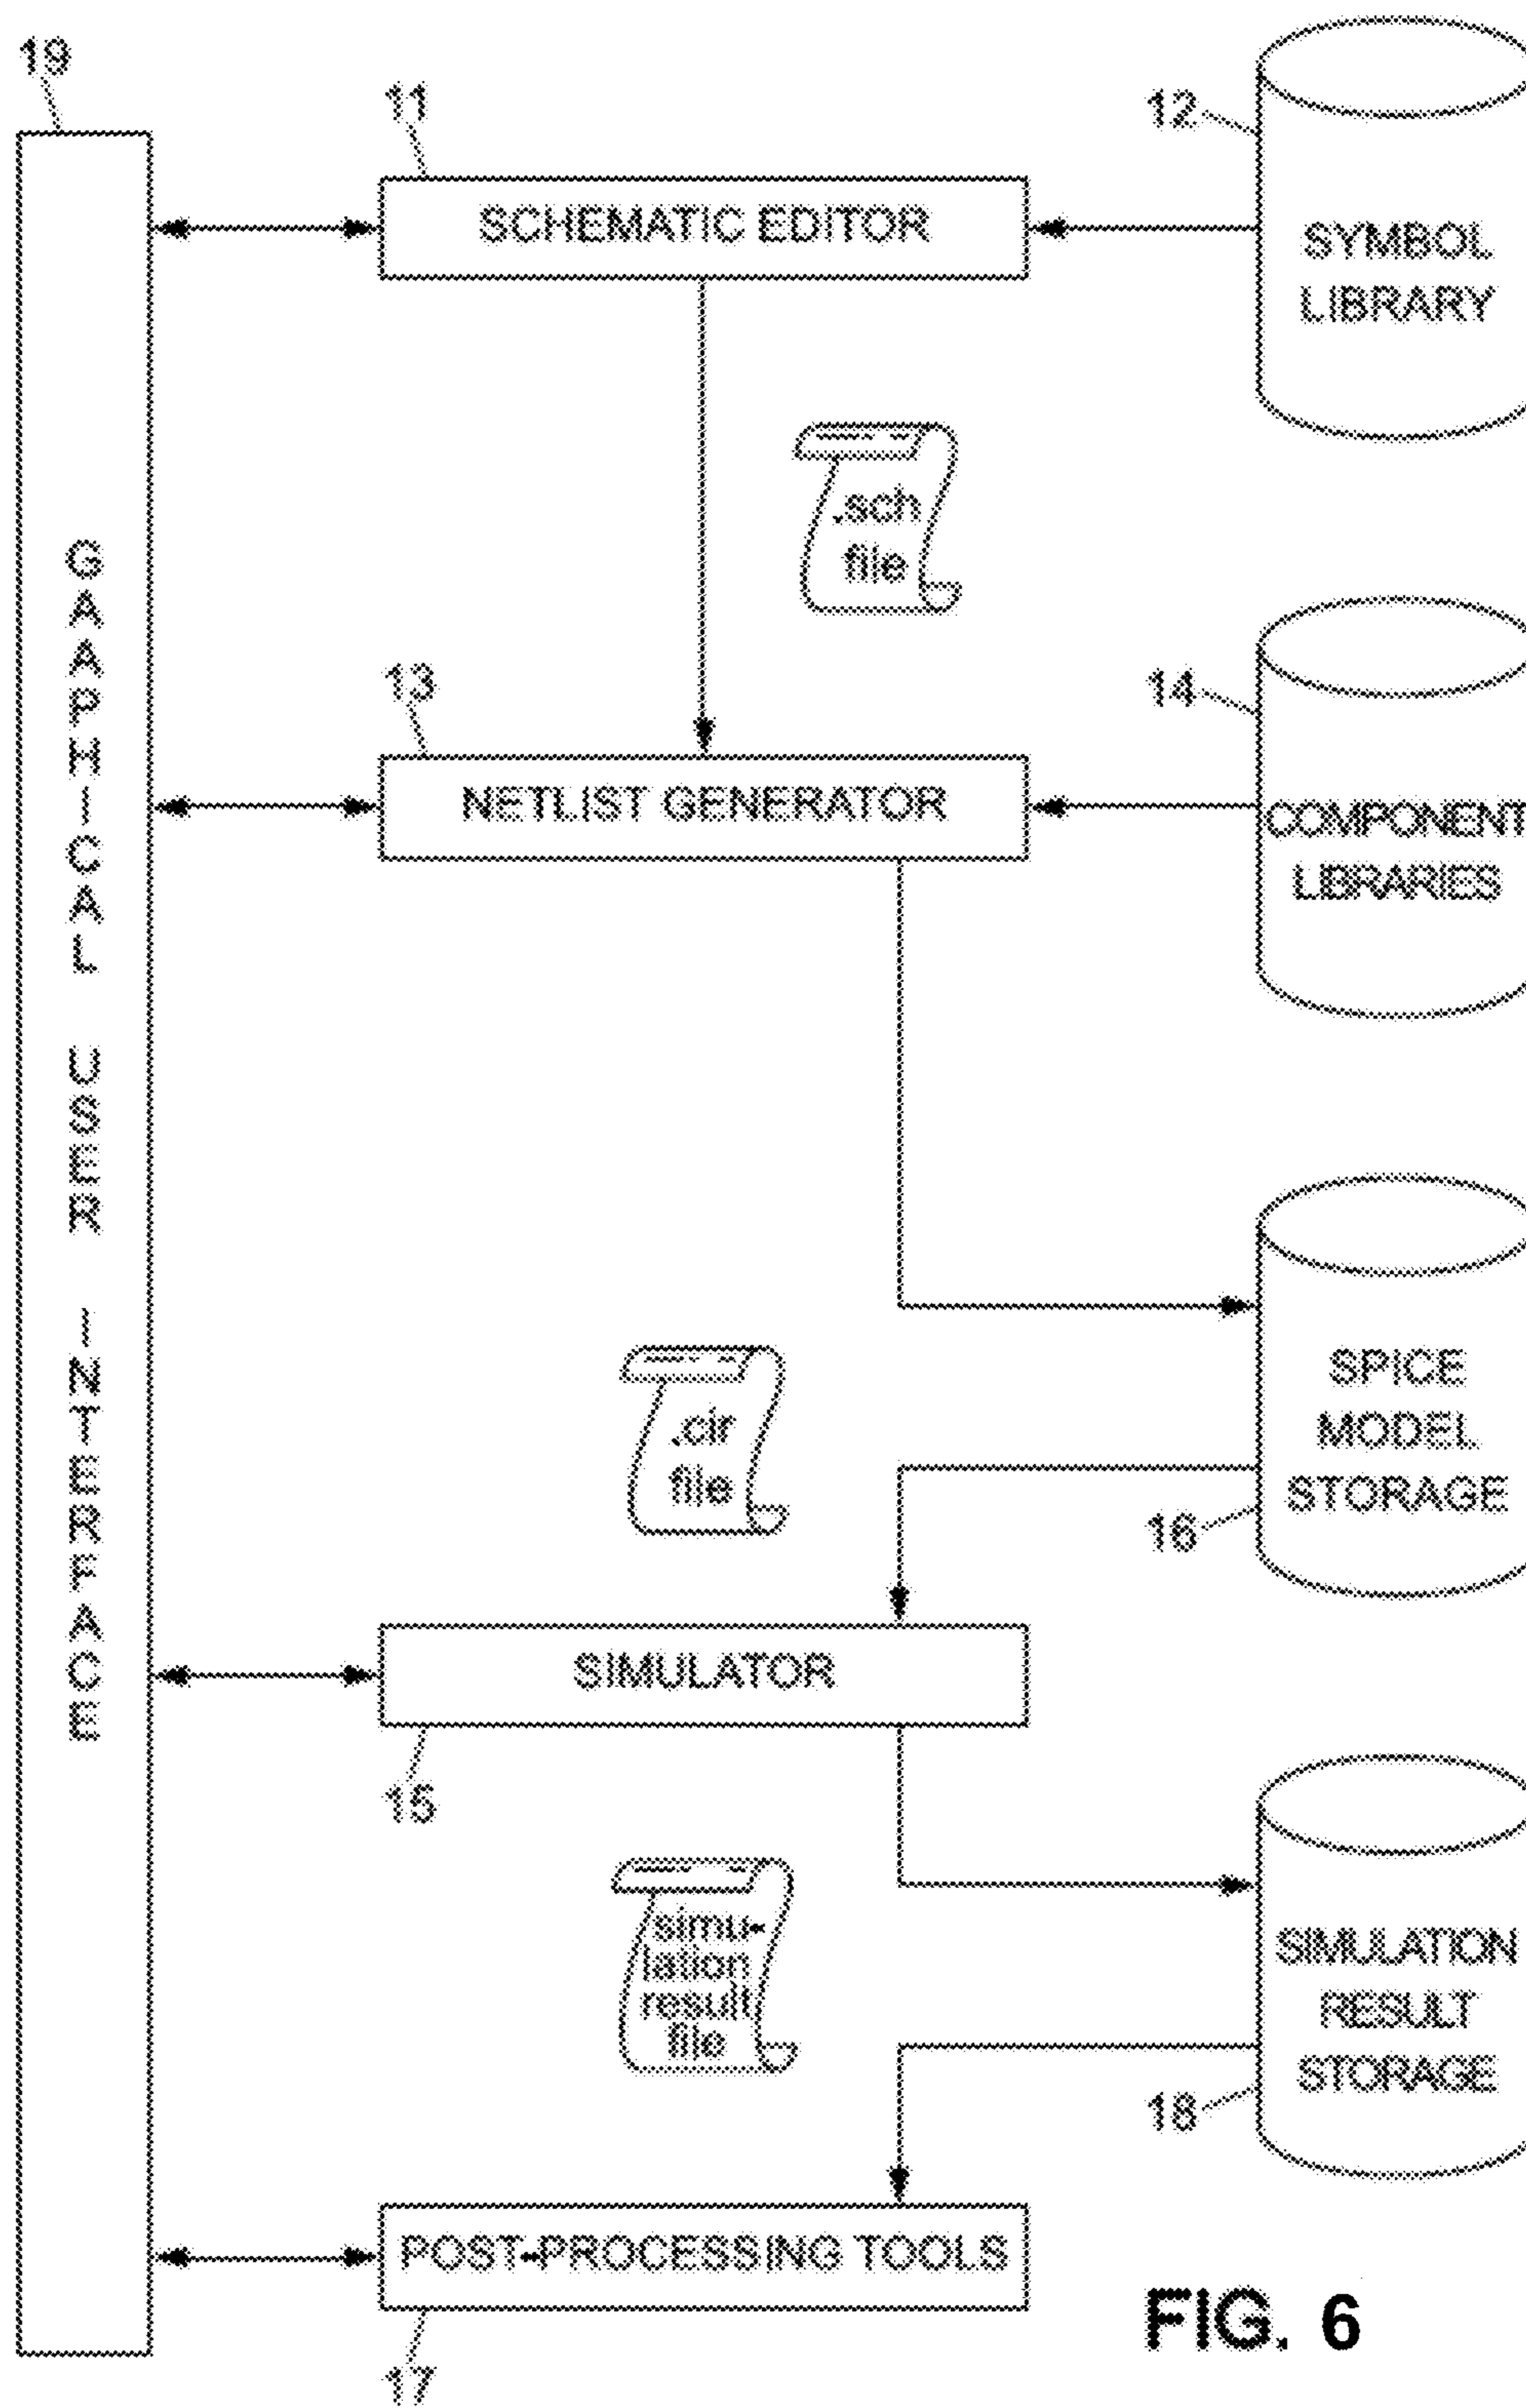 19
11
12
SCHEMATIC EDITOR
SYMBOL
LIBRARY
.sch
file
GAAPHICAL USER INTERFACE
13
14
NETLIST GENERATOR
COMPONENT
LIBRARIES
.cir
file
SPICE
MODEL
STORAGE
16
SIMULATOR
15
simu-
lation
result
file
SIMULATION
RESULT
STORAGE
18
POST-PROCESSING TOOLS
17
FIG. 6